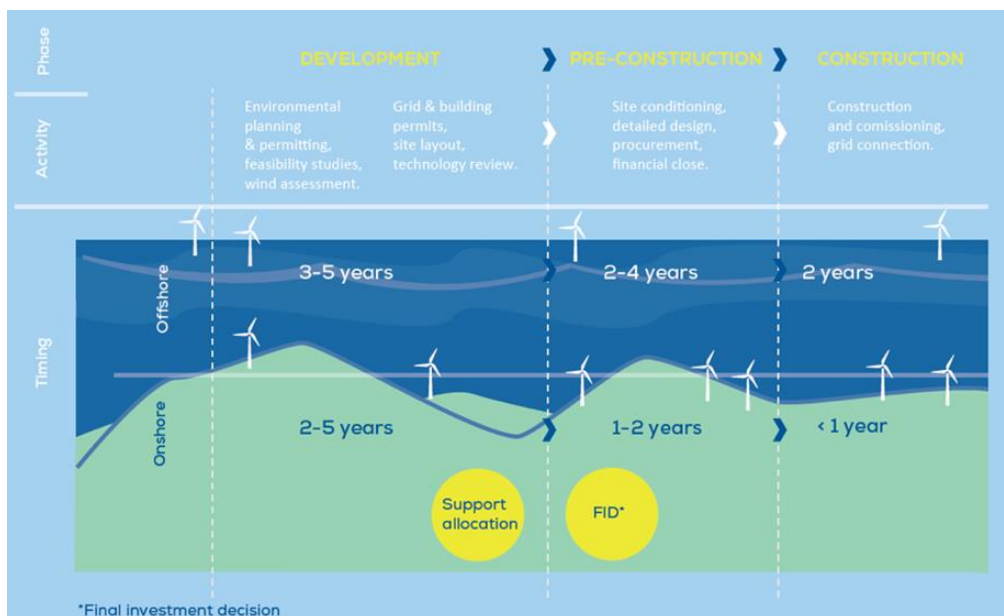 Phase
DEVELOPMENT
PRE-CONSTRUCTION
CONSTRUCTION
Activity
Environmental
planning
& permitting,
feasibility studies,
wind assessment.
Grid & building
permits,
site layout,
technology review.
Site conditioning,
detailed design,
procurement,
financial close.
Construction
and comissioning,
grid connection.
Timing
Offshore
3-5 years
2-4 years
2 years
Onshore
2-5 years
1-2 years
< 1 year
Support
allocation
FID*
*Final investment decision